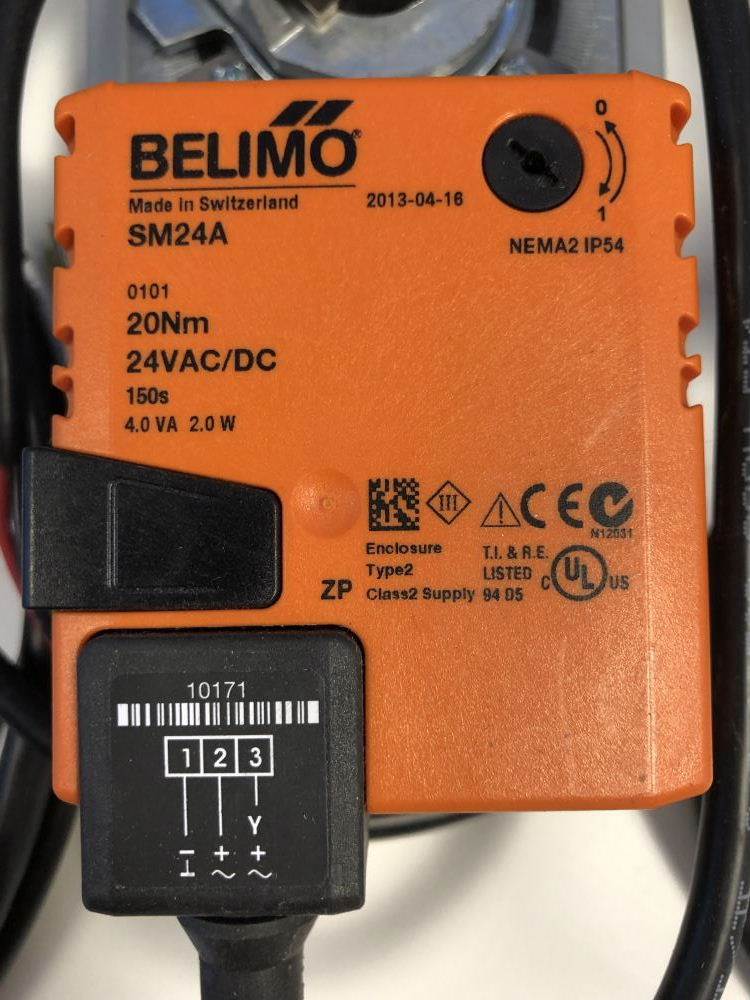 BELIMO®
Made in Switzerland
2013-04-16
SM24A
0
1
NEMA2 IP54
0101
20Nm
24VAC/DC
150s
4.0 VA 2.0 W
III
CE
N12031
Enclosure
Type2
Class2 Supply
ZP
T.I. & R.E.
LISTED
94 D5
C UL US
10171
1 2 3
Y
- + +
⊥ ~ ~